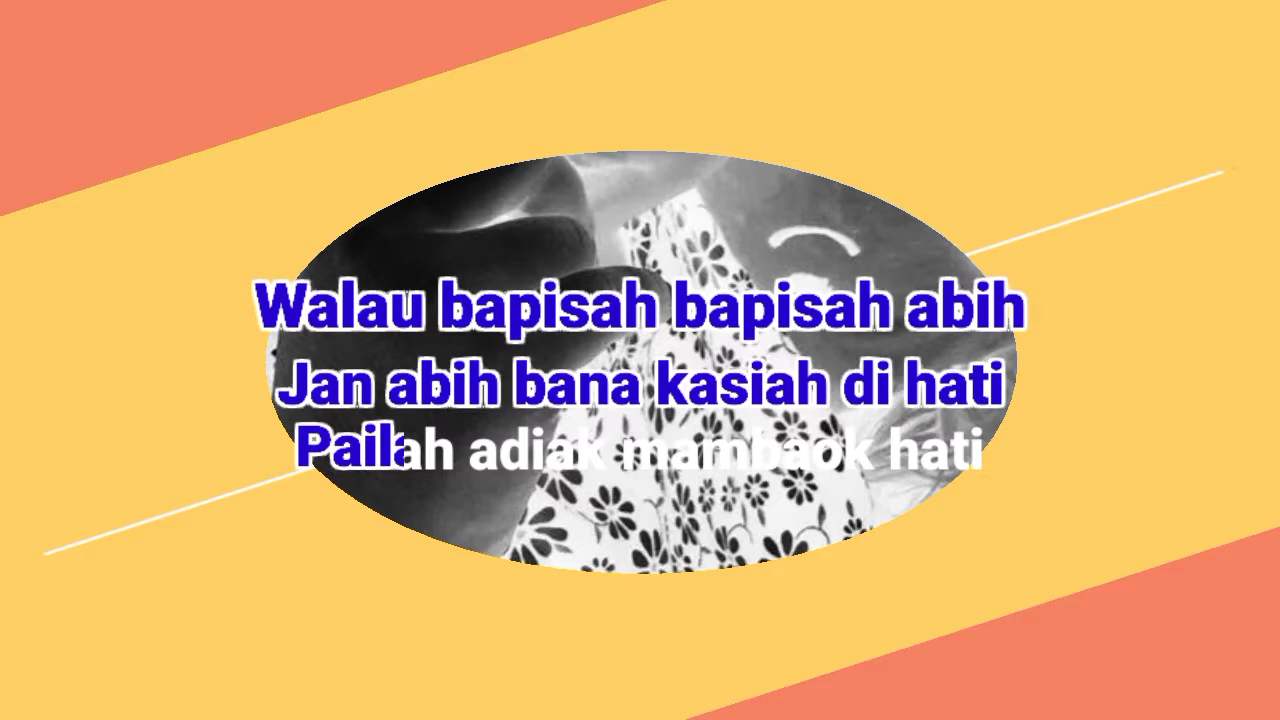 Walau bapisah bapisah abih
Jan abih bana kasiah di hati
Pailah adiak mambaok hati